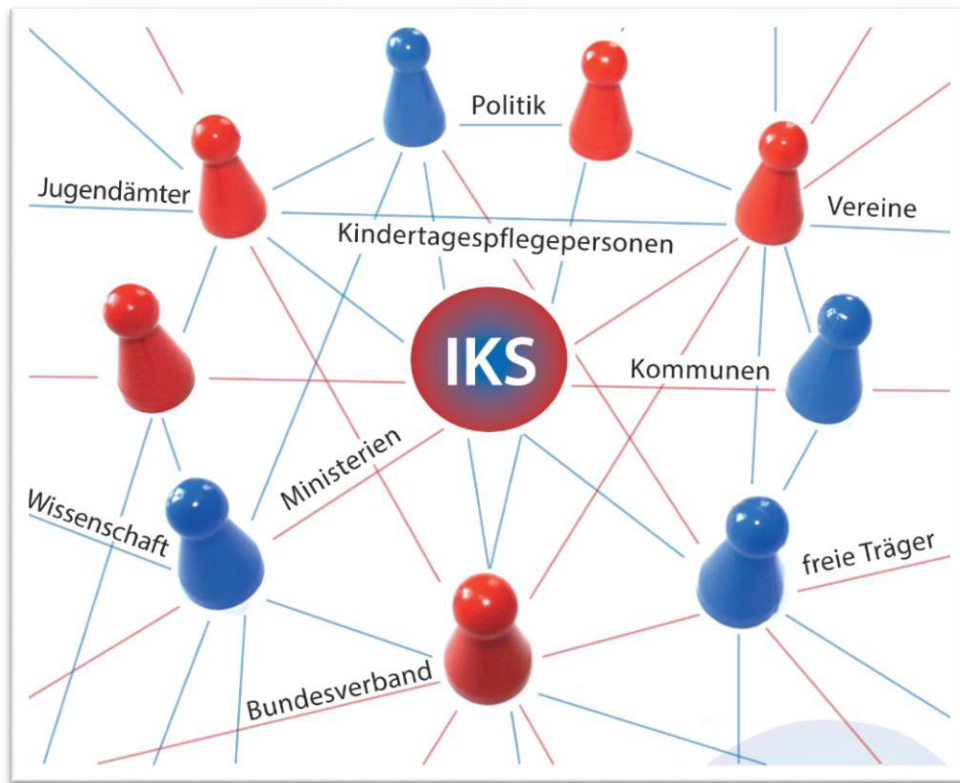 Politik
Jugendämter
Vereine
Kindertagespflegepersonen
IKS
Kommunen
Ministerien
Wissenschaft
freie Träger
Bundesverband